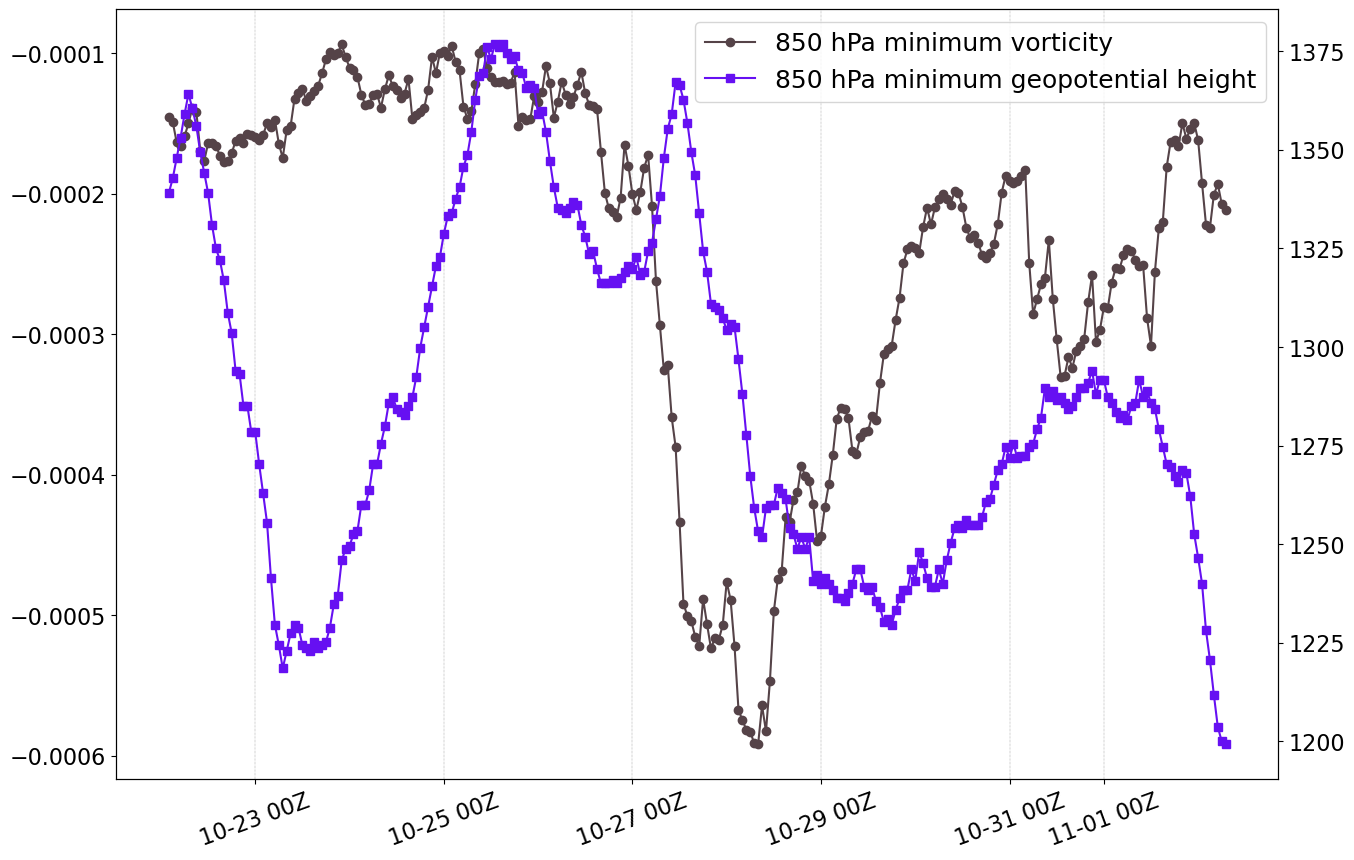 850 hPa minimum vorticity
850 hPa minimum geopotential height
−0.0001
−0.0002
−0.0003
−0.0004
−0.0005
−0.0006
1375
1350
1325
1300
1275
1250
1225
1200
10-23 00Z
10-25 00Z
10-27 00Z
10-29 00Z
10-31 00Z
11-01 00Z